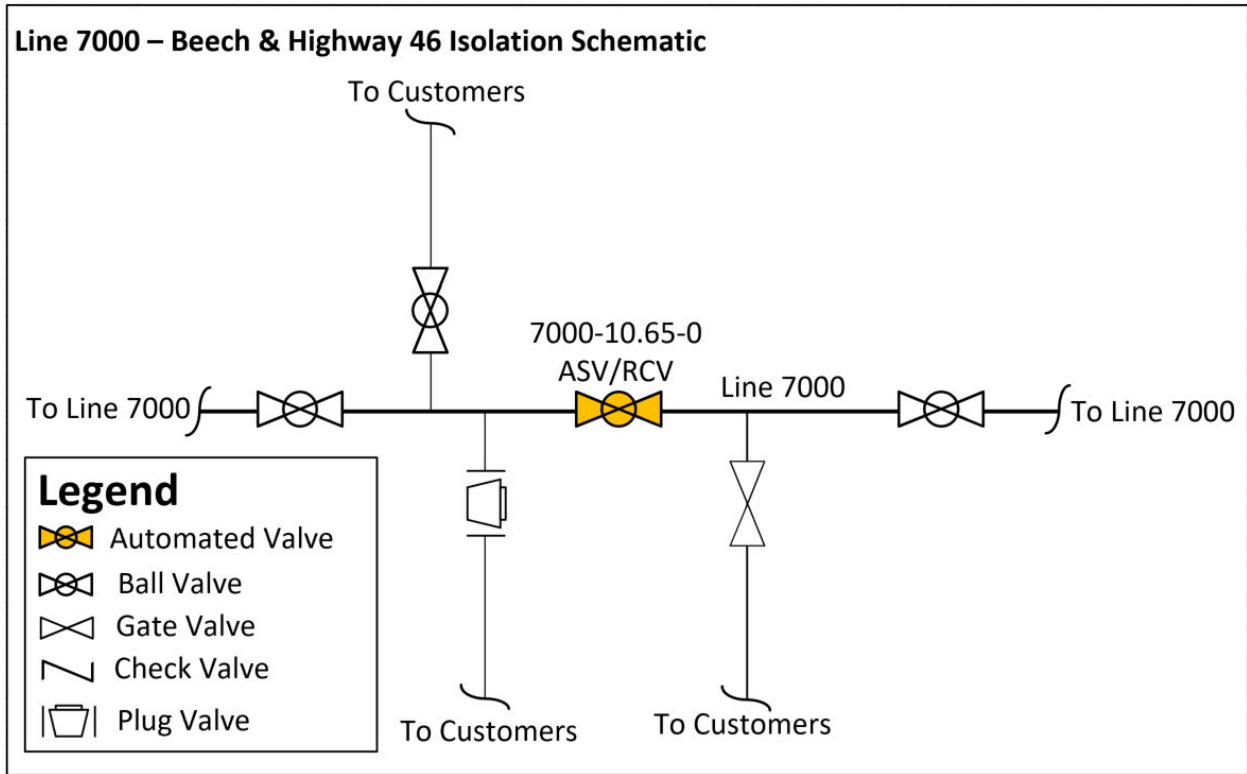 Line 7000 – Beech & Highway 46 Isolation Schematic
To Customers
7000-10.65-0
ASV/RCV
Line 7000
To Line 7000
To Line 7000
Legend
Automated Valve
Ball Valve
Gate Valve
Check Valve
Plug Valve
To Customers
To Customers